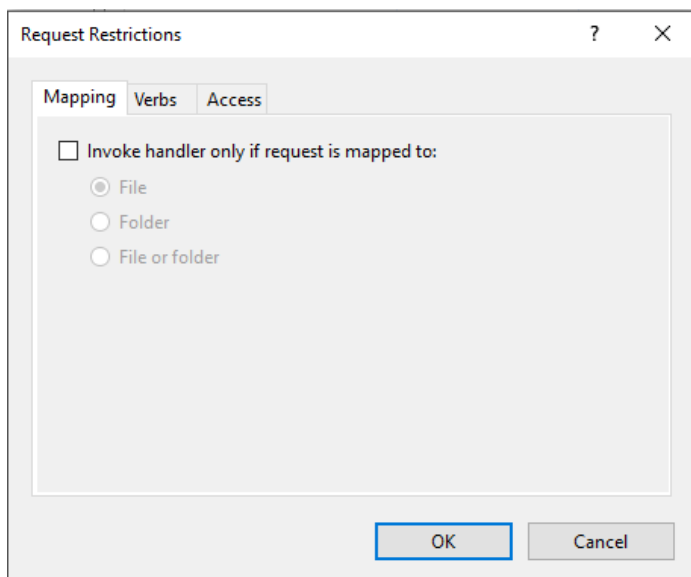 Request Restrictions
?
Mapping Verbs Access
Invoke handler only if request is mapped to:
File
Folder
File or folder
OK Cancel